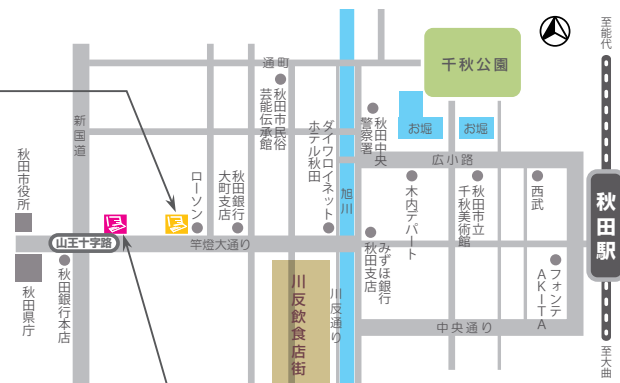 至能代
千秋公園
通町
秋田市民俗
芸能伝承館
新国道
ダイワロイネット
ホテル秋田
秋田中央
警察署
お堀
お堀
広小路
秋田市役所
ローソン
秋田銀行
大町支店
旭川
木内デパート
秋田市立
千秋美術館
西武
秋田駅
山王十字路
竿燈大通り
みずほ銀行
秋田支店
フォンテ
AKITA
秋田県庁
秋田銀行本店
川反飲食店街
川反通り
中央通り
至大曲